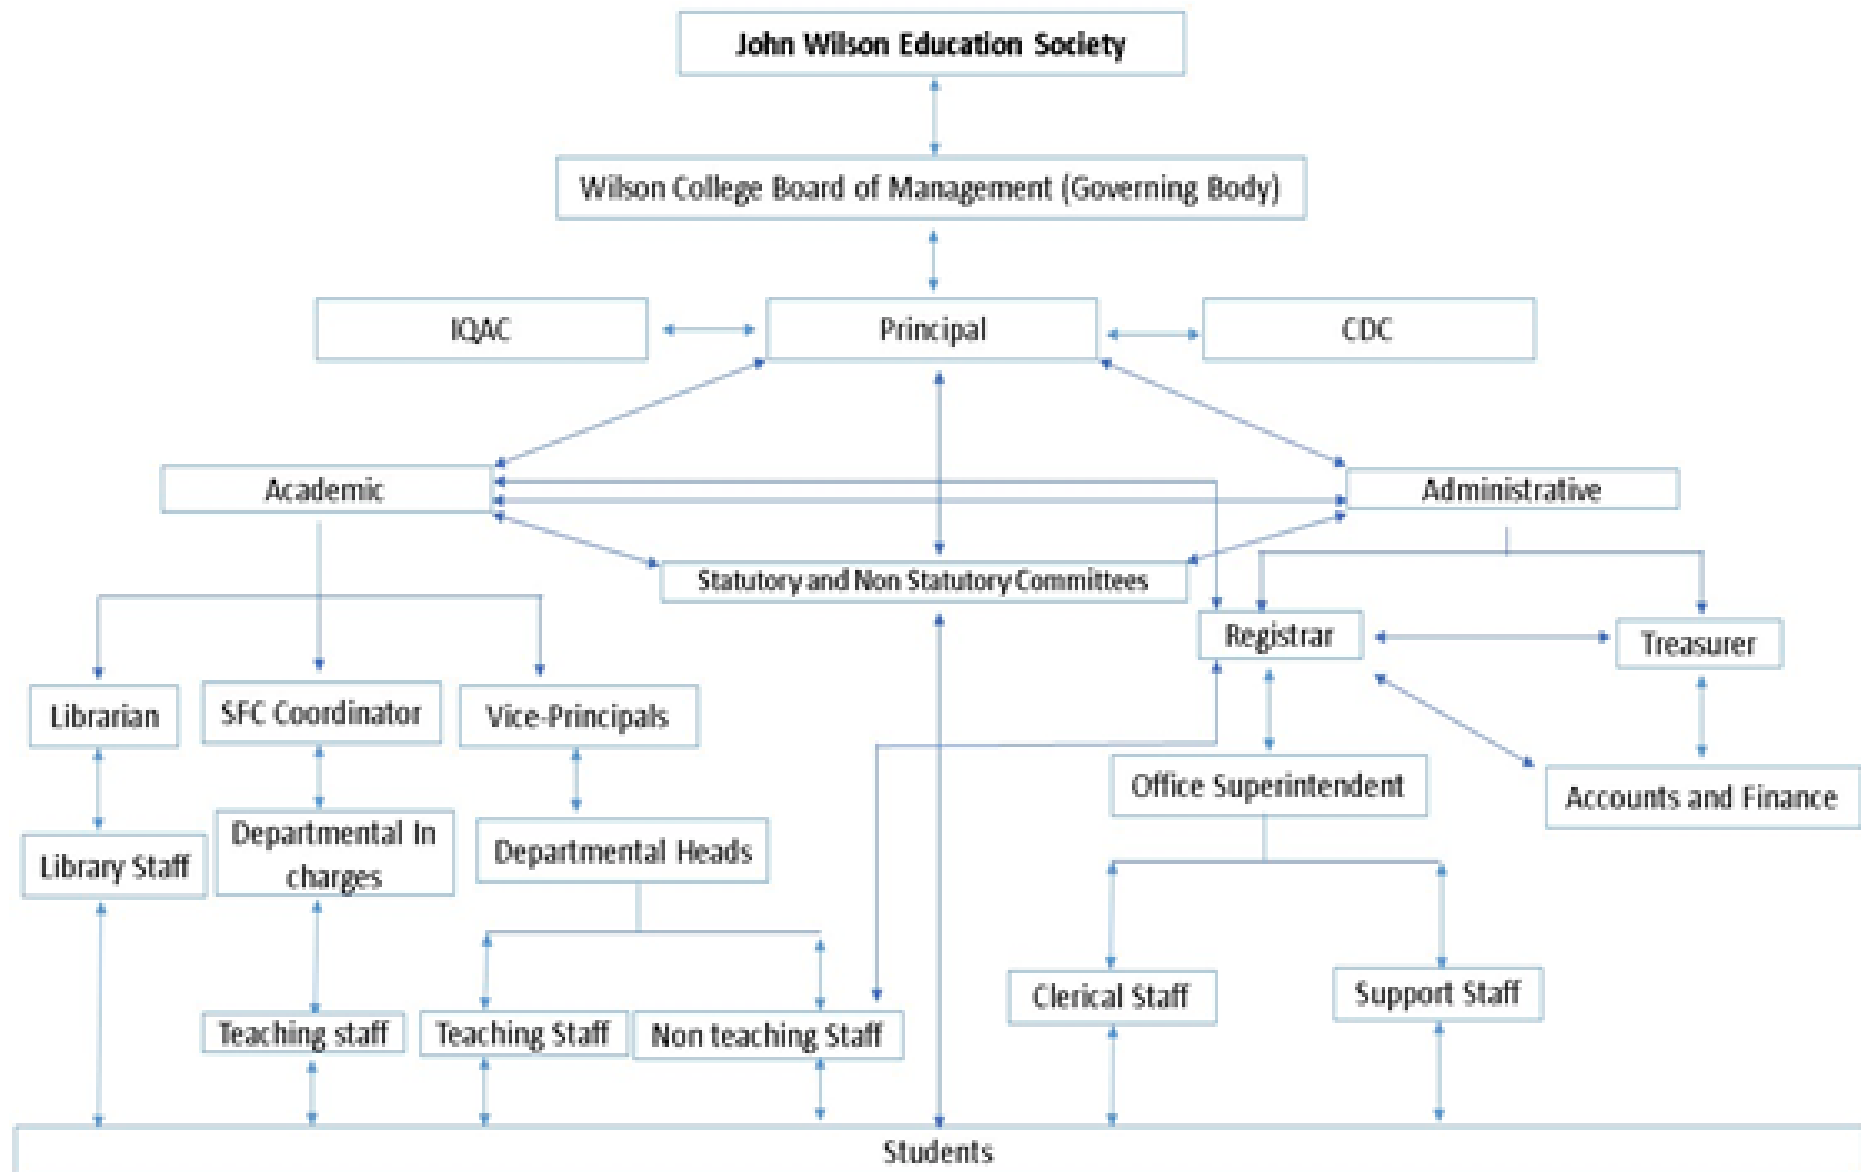 John Wilson Education Society
Wilson College Board of Management (Governing Body)
IQAC
Principal
CDC
Academic
Administrative
Statutory and Non Statutory Committees
Registrar
Treasurer
Librarian
SFC Coordinator
Vice-Principals
Office Superintendent
Accounts and Finance
Library Staff
Departmental In
charges
Departmental Heads
Clerical Staff
Support Staff
Teaching staff
Teaching Staff
Non teaching Staff
Students